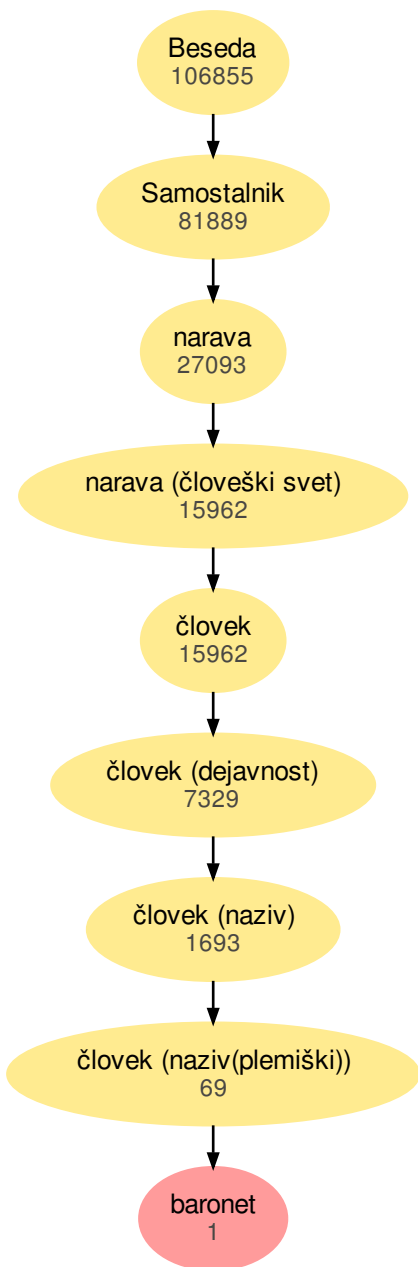 Beseda
106855
Samostalnik
81889
narava
27093
narava (človeški svet)
15962
človek
15962
človek (dejavnost)
7329
človek (naziv)
1693
človek (naziv(plemiški))
69
baronet
1